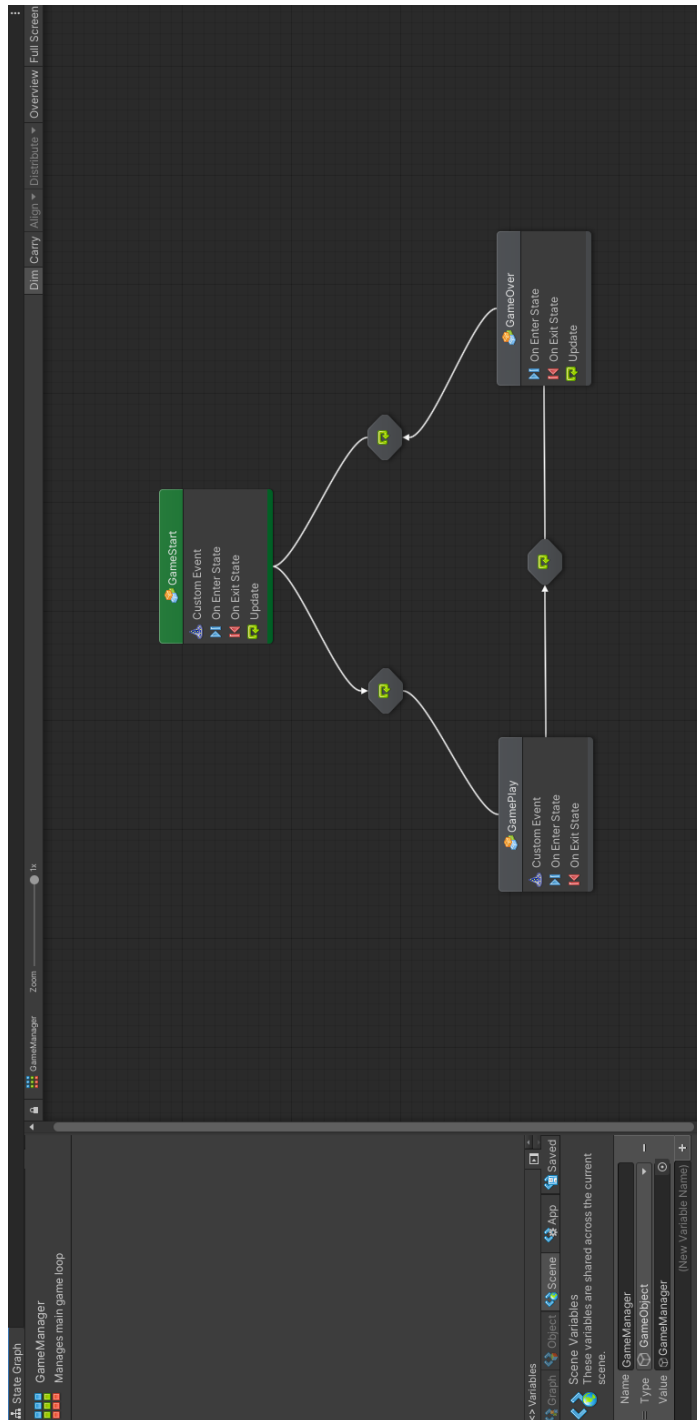 State Graph
GameManager
Manages main game loop
<> Variables
Graph Object Scene App Saved
Scene Variables
These variables are shared across the current
scene.
Name GameManager
Type GameObject
Value GameManager
(New Variable Name)
GameManager Zoom 1x Dim Carry Align Distribute Overview Full Screen
GameStart
Custom Event
On Enter State
On Exit State
Update
GamePlay
Custom Event
On Enter State
On Exit State
GameOver
On Enter State
On Exit State
Update